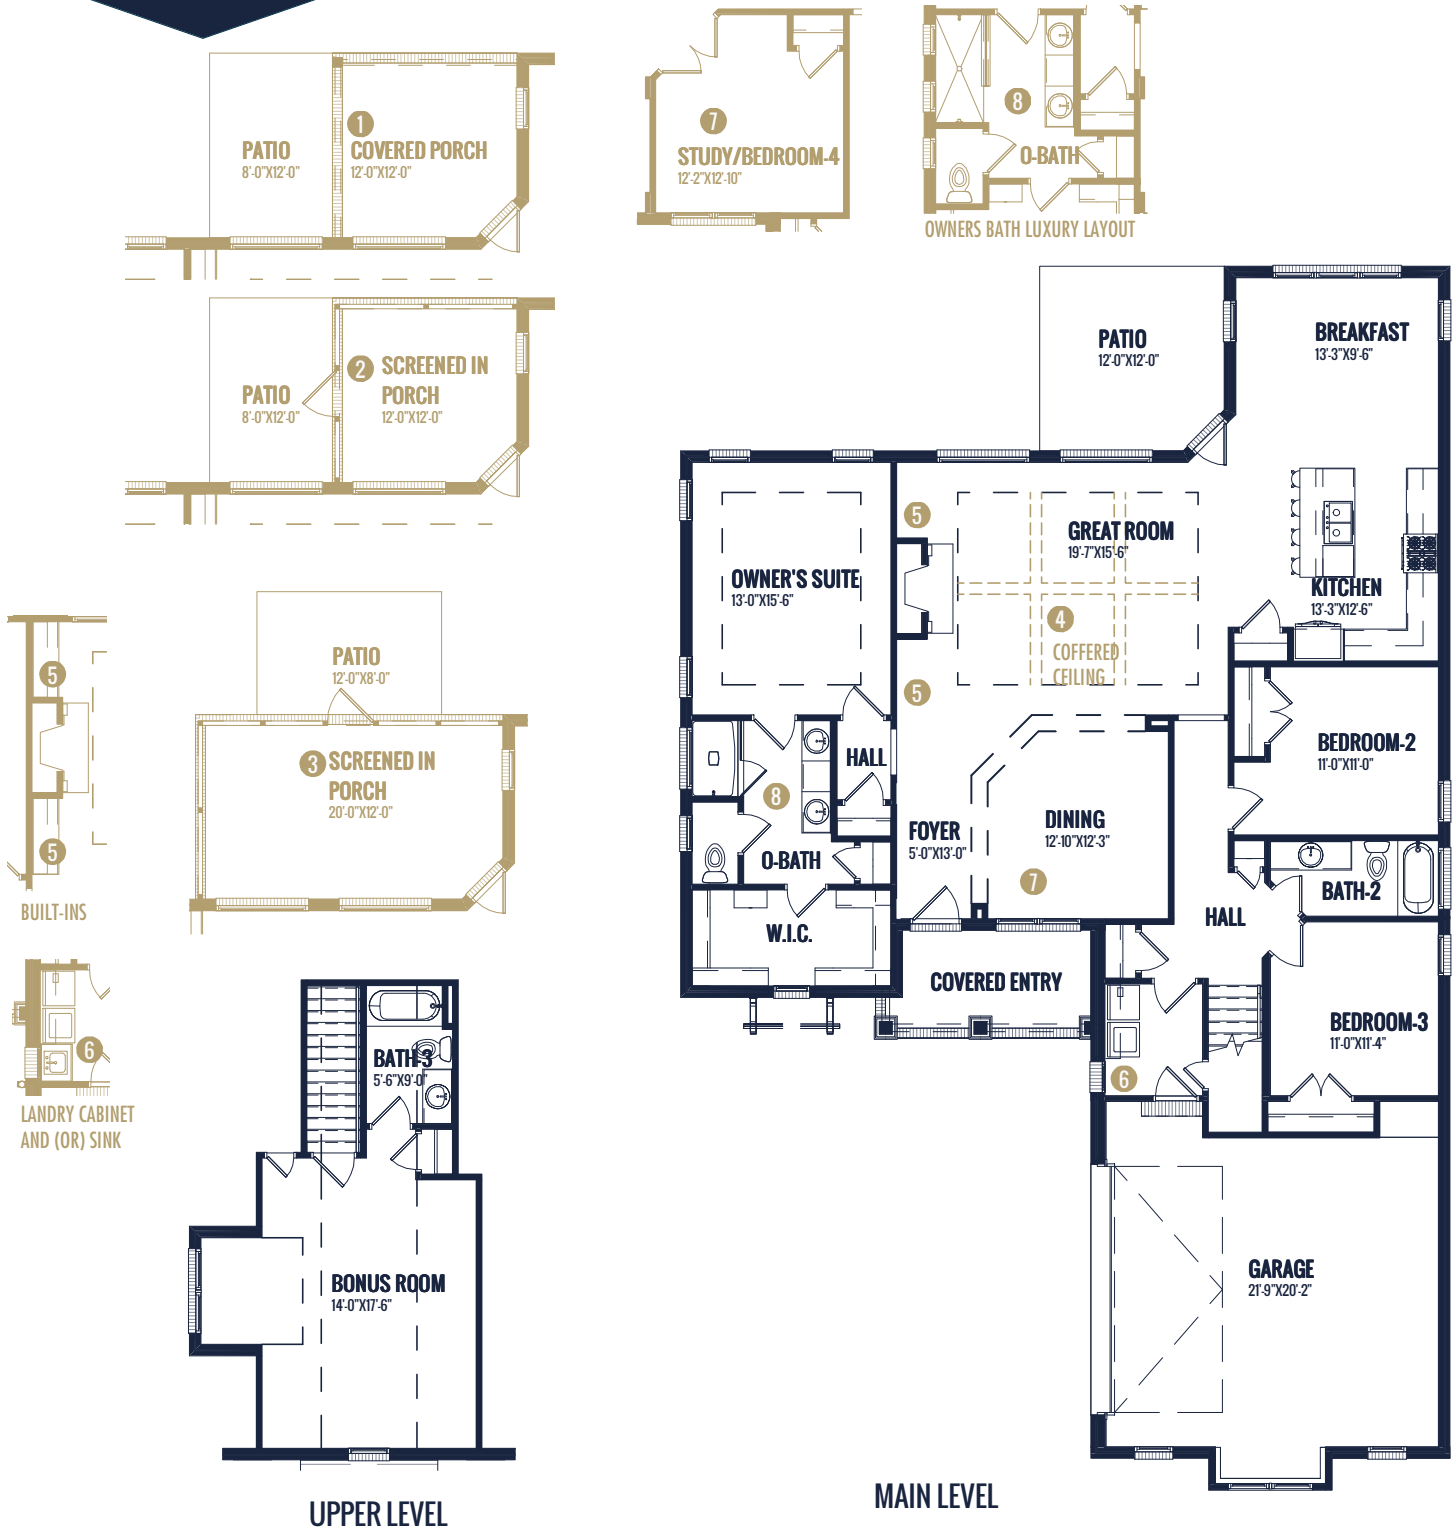 1
COVERED PORCH
12'-0"X12'-0"
PATIO
8'-0"X12'-0"
2
SCREENED IN
PORCH
12'-0"X12'-0"
PATIO
8'-0"X12'-0"
PATIO
12'-0"X8'-0"
3
SCREENED IN
PORCH
20'-0"X12'-0"
5
5
BUILT-INS
6
LANDRY CABINET
AND (OR) SINK
7
STUDY/BEDROOM-4
12'-2"X12'-10"
8
O-BATH
OWNERS BATH LUXURY LAYOUT
BATH-3
5'-6"X9'-0"
BONUS ROOM
14'-0"X17'-6"
UPPER LEVEL
PATIO
12'-0"X12'-0"
BREAKFAST
13'-3"X9'-6"
5
GREAT ROOM
19'-7"X15'-6"
OWNER'S SUITE
13'-0"X15'-6"
KITCHEN
13'-3"X12'-6"
4
COFFERED
CEILING
5
HALL
BEDROOM-2
11'-0"X11'-0"
8
O-BATH
FOYER
5'-0"X13'-0"
DINING
12'-10"X12'-3"
7
BATH-2
HALL
W.I.C.
COVERED ENTRY
BEDROOM-3
11'-0"X11'-4"
6
GARAGE
21'-9"X20'-2"
MAIN LEVEL